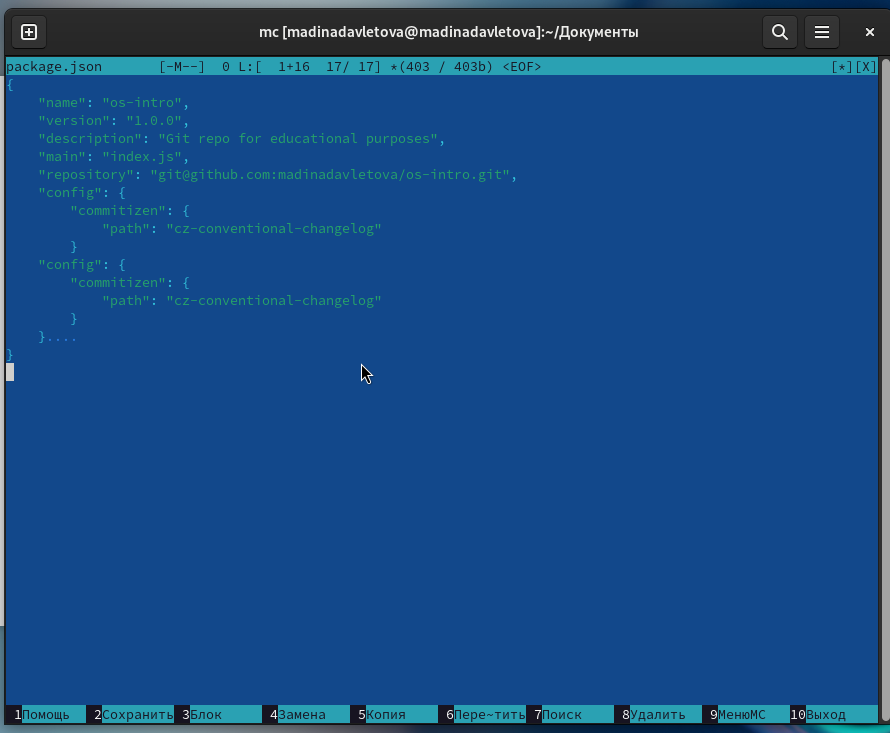 mc [madinadavletova@madinadavletova]:~/Документы
package.json       [-M--]  0 L:[  1+16  17/ 17] *(403 / 403b) <EOF>                                    [*][X]
{
    "name": "os-intro",
    "version": "1.0.0",
    "description": "Git repo for educational purposes",
    "main": "index.js",
    "repository": "git@github.com:madinadavletova/os-intro.git",
    "config": {
        "commitizen": {
            "path": "cz-conventional-changelog"
        }
    "config": {
        "commitizen": {
            "path": "cz-conventional-changelog"
        }
    }....
}
1Помощь  2Сохранить 3Блок      4Замена    5Копия     6Пере~тить 7Поиск     8Удалить   9МенюMC   10Выход